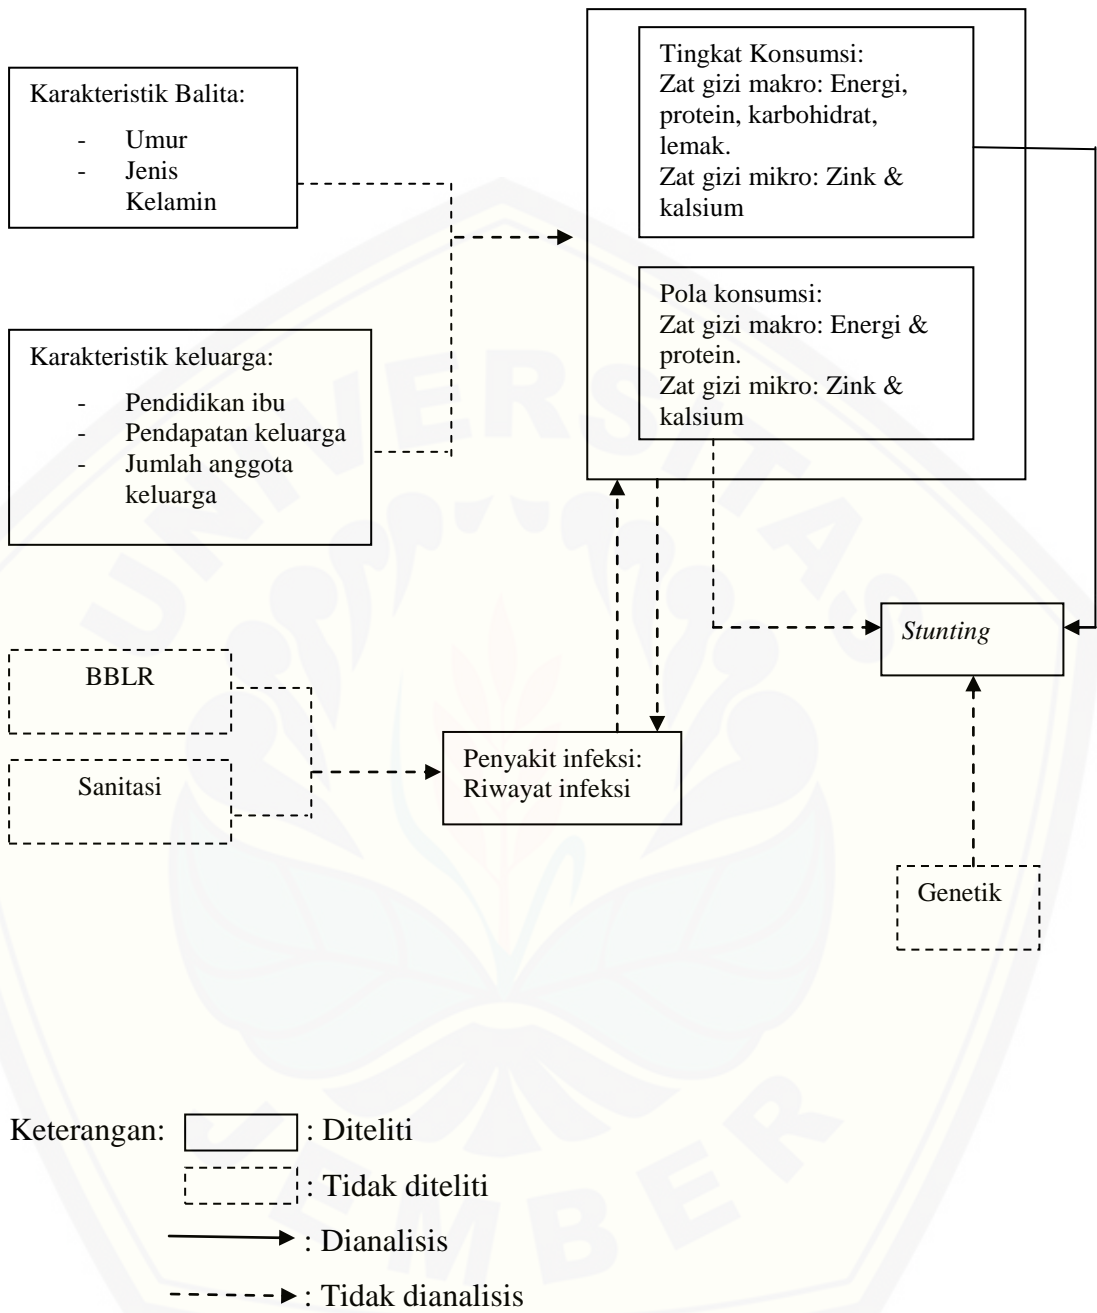 Tingkat Konsumsi:
Zat gizi makro: Energi,
protein, karbohidrat,
lemak.
Zat gizi mikro: Zink &
kalsium
Karakteristik Balita:
- Umur
- Jenis
Kelamin
Pola konsumsi:
Zat gizi makro: Energi &
protein.
Zat gizi mikro: Zink &
kalsium
Karakteristik keluarga:
- Pendidikan ibu
- Pendapatan keluarga
- Jumlah anggota
keluarga
Stunting
BBLR
Sanitasi
Penyakit infeksi:
Riwayat infeksi
Genetik
Keterangan:
: Diteliti
: Tidak diteliti
: Dianalisis
: Tidak dianalisis
UNIVERSITAS
JEMBER